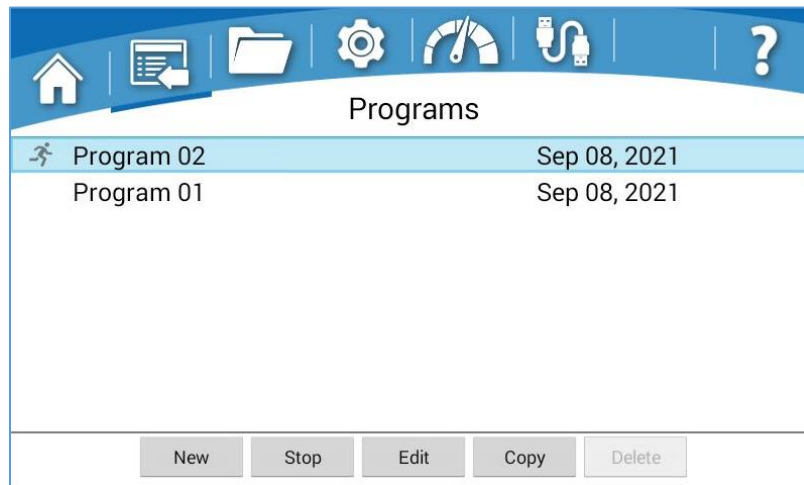 ?
Programs
Program 02 Sep 08, 2021
Program 01 Sep 08, 2021
New Stop Edit Copy Delete